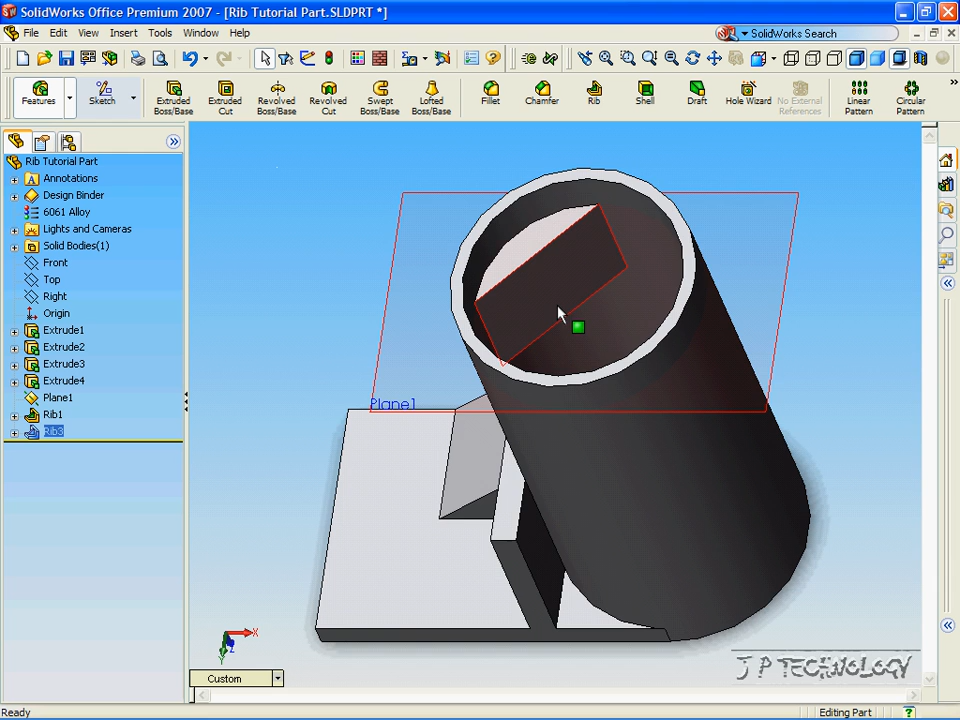 SolidWorks Office Premium 2007 - [Rib Tutorial Part.SLDPRT *]
File Edit View Insert Tools Window Help SolidWorks Search
Features Sketch Extruded Boss/Base Extruded Cut Revolved Boss/Base Revolved Cut Swept Boss/Base Lofted Boss/Base Fillet Chamfer Rib Shell Draft Hole Wizard No External References Linear Pattern Circular Pattern
Rib Tutorial Part
Annotations
Design Binder
6061 Alloy
Lights and Cameras
Solid Bodies(1)
Front
Top
Right
Origin
Extrude1
Extrude2
Extrude3
Extrude4
Plane1
Rib1
Rib3
Plane1
X
Y
Z
Custom
J P TECHNOLOGY
Ready Editing Part